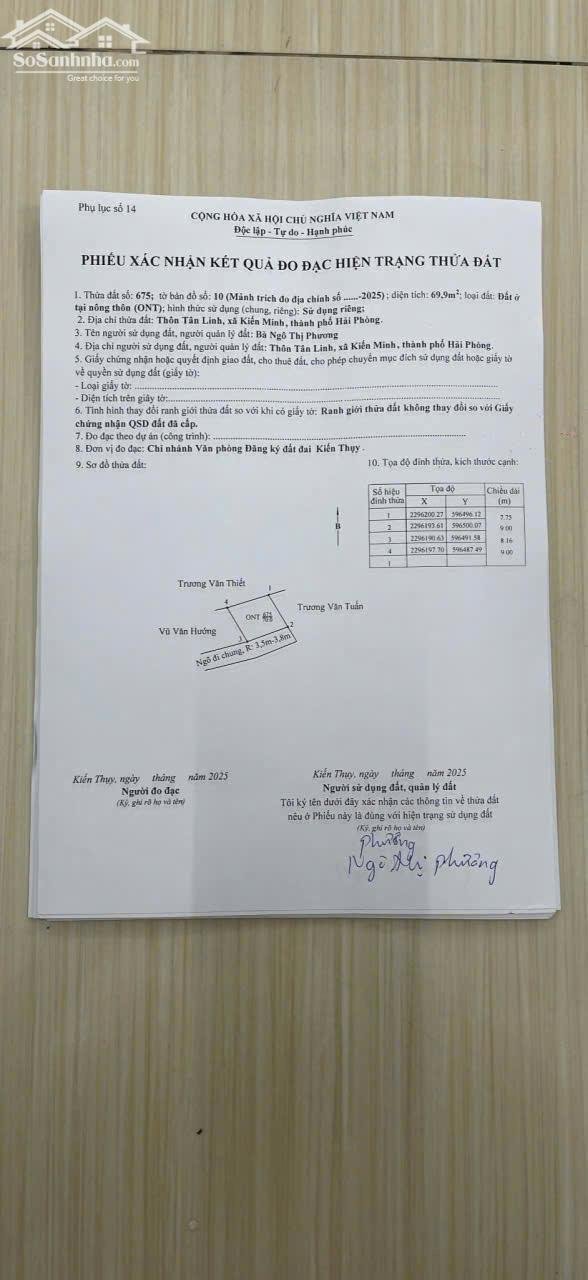 SoSanhnha.com
Great choice for you
Phụ lục số 14
CỘNG HÒA XÃ HỘI CHỦ NGHĨA VIỆT NAM
Độc lập - Tự do - Hạnh phúc
PHIẾU XÁC NHẬN KẾT QUẢ ĐO ĐẠC HIỆN TRẠNG THỬA ĐẤT
1. Thửa đất số: 675; tờ bản đồ số: 10 (Mảnh trích đo địa chính số ......-2025) ; diện tích: 69,9m²; loại đất: Đất ở
tại nông thôn (ONT); hình thức sử dụng (chung, riêng): Sử dụng riêng;
2. Địa chỉ thửa đất: Thôn Tân Linh, xã Kiến Minh, thành phố Hải Phòng.
3. Tên người sử dụng đất, người quản lý đất: Bà Ngô Thị Phương
4. Địa chỉ người sử dụng đất, người quản lý đất: Thôn Tân Linh, xã Kiến Minh, thành phố Hải Phòng.
5. Giấy chứng nhận hoặc quyết định giao đất, cho thuê đất, cho phép chuyển mục đích sử dụng đất hoặc giấy tờ
về quyền sử dụng đất (giấy tờ):
- Loại giấy tờ:
- Diện tích trên giấy tờ:
6. Tình hình thay đổi ranh giới thửa đất so với khi có giấy tờ: Ranh giới thửa đất không thay đổi so với Giấy
chứng nhận QSD đất đã cấp.
7. Đo đạc theo dự án (công trình):
8. Đơn vị đo đạc: Chi nhánh Văn phòng Đăng ký đất đai Kiến Thụy .
9. Sơ đồ thửa đất:
10. Tọa độ đỉnh thửa, kích thước cạnh:
Số hiệu đỉnh thửa Tọa độ Chiều dài (m)
X Y
1 2296200.27 596496.12
7.75
2 2296193.61 596500.07
9.00
3 2296190.63 596491.58
8.16
4 2296197.70 596487.49
9.00
1
B
Trương Văn Thiết
1
4
Trương Văn Tuấn
ONT 675
2
Vũ Văn Hướng
3
Ngõ đi chung, R: 3,5m-3,8m
Kiến Thụy, ngày tháng năm 2025
Người đo đạc
(Ký, ghi rõ họ và tên)
Kiến Thụy, ngày tháng năm 2025
Người sử dụng đất, quản lý đất
Tôi ký tên dưới đây xác nhận các thông tin về thửa đất
nêu ở Phiếu này là đúng với hiện trạng sử dụng đất
(Ký, ghi rõ họ và tên)
Phương
Ngô Thị Phương